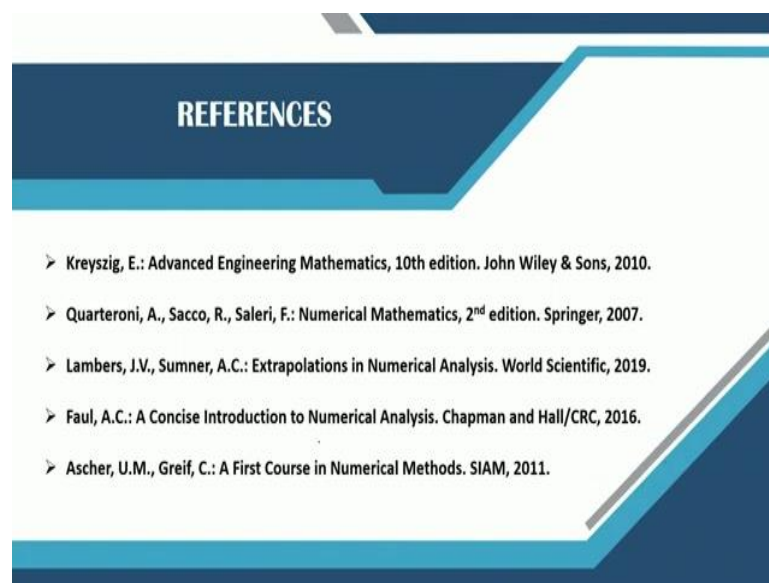 REFERENCES
➢ Kreyszig, E.: Advanced Engineering Mathematics, 10th edition. John Wiley & Sons, 2010.
➢ Quarteroni, A., Sacco, R., Saleri, F.: Numerical Mathematics, 2nd edition. Springer, 2007.
➢ Lambers, J.V., Sumner, A.C.: Extrapolations in Numerical Analysis. World Scientific, 2019.
➢ Faul, A.C.: A Concise Introduction to Numerical Analysis. Chapman and Hall/CRC, 2016.
➢ Ascher, U.M., Greif, C.: A First Course in Numerical Methods. SIAM, 2011.